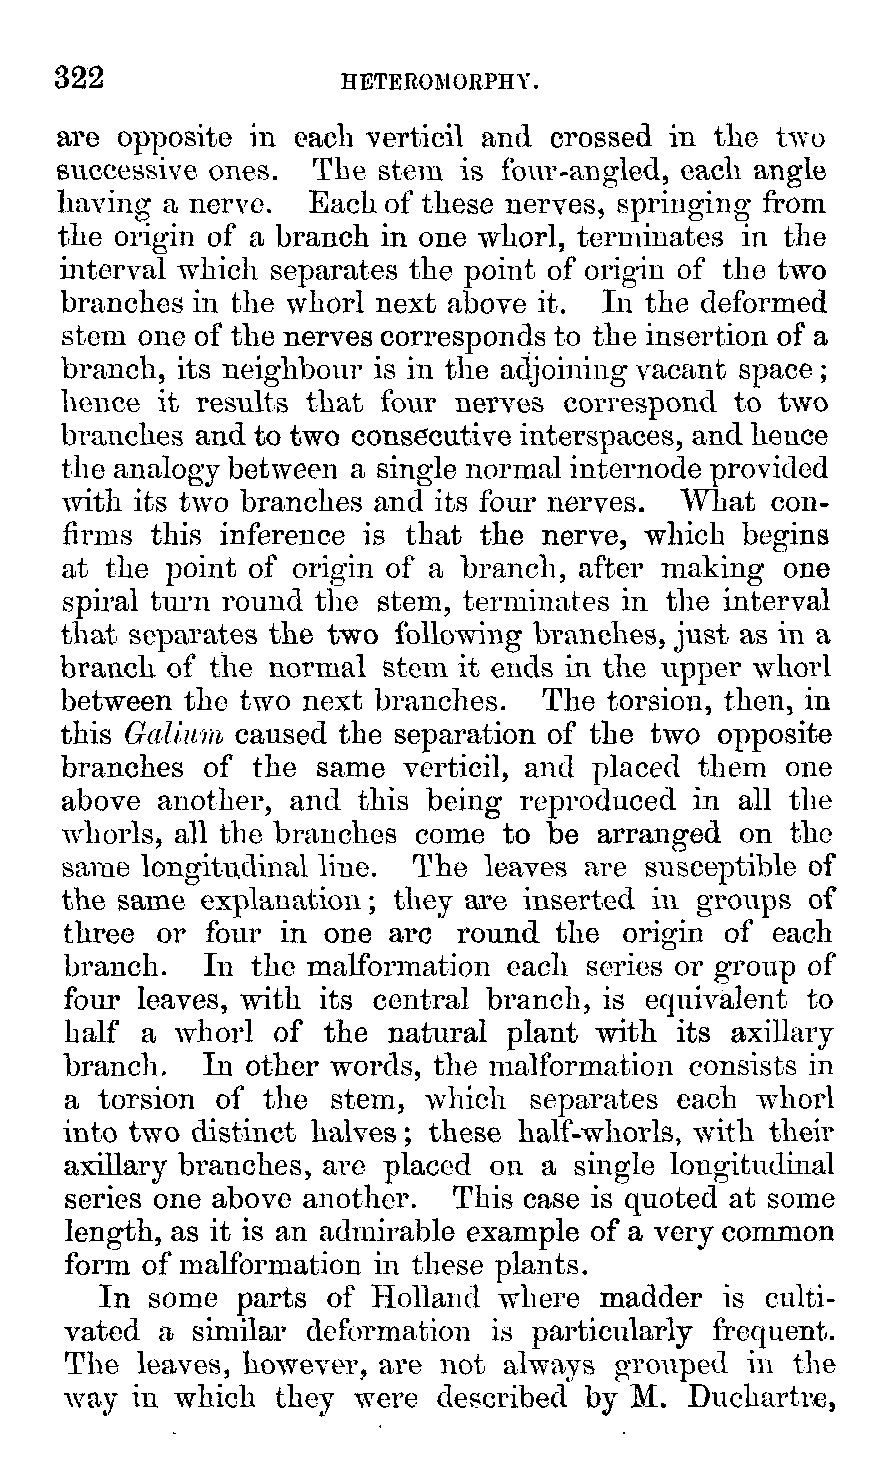 322
HETEROMORPHY.
are opposite in each verticil and crossed in the two
successive ones. The stem is four-angled, each angle
having a nerve. Each of these nerves, springing from
the origin of a branch in one whorl, terminates in the
interval which separates the point of origin of the two
branches in the whorl next above it. In the deformed
stem one of the nerves corresponds to the insertion of a
branch, its neighbour is in the adjoining vacant space;
hence it results that four nerves correspond to two
branches and to two consecutive interspaces, and hence
the analogy between a single normal internode provided
with its two branches and its four nerves. What con-
firms this inference is that the nerve, which begins
at the point of origin of a branch, after making one
spiral turn round the stem, terminates in the interval
that separates the two following branches, just as in a
branch of the normal stem it ends in the upper whorl
between the two next branches. The torsion, then, in
this Galium caused the separation of the two opposite
branches of the same verticil, and placed them one
above another, and this being reproduced in all the
whorls, all the branches come to be arranged on the
same longitudinal line. The leaves are susceptible of
the same explanation; they are inserted in groups of
three or four in one arc round the origin of each
branch. In the malformation each series or group of
four leaves, with its central branch, is equivalent to
half a whorl of the natural plant with its axillary
branch. In other words, the malformation consists in
a torsion of the stem, which separates each whorl
into two distinct halves; these half-whorls, with their
axillary branches, are placed on a single longitudinal
series one above another. This case is quoted at some
length, as it is an admirable example of a very common
form of malformation in these plants.
In some parts of Holland where madder is culti-
vated a similar deformation is particularly frequent.
The leaves, however, are not always grouped in the
way in which they were described by M. Duchartre,